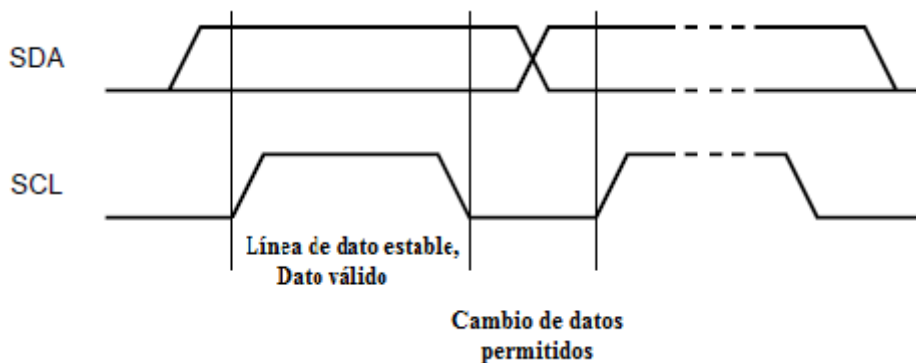 SDA
SCL
Línea de dato estable,
Dato válido
Cambio de datos
permitidos